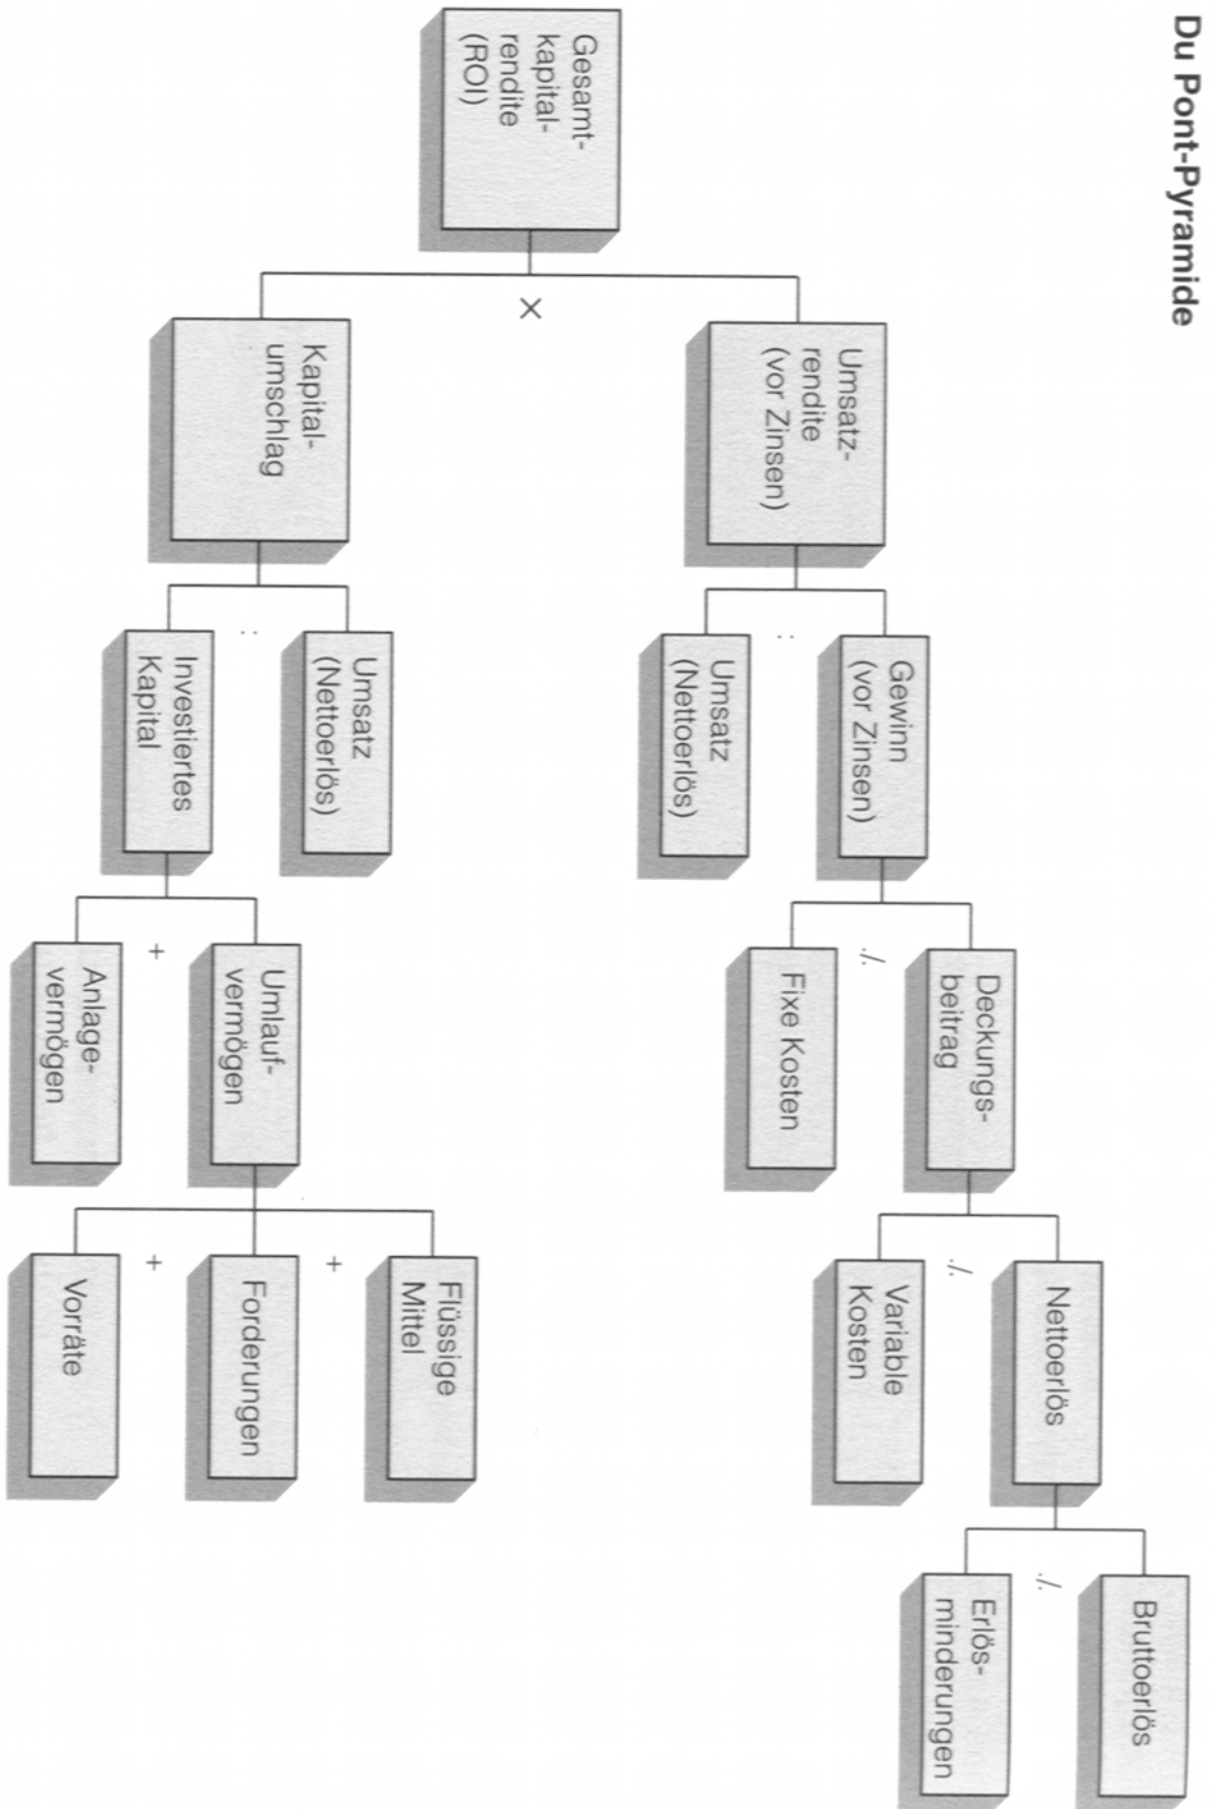 Du Pont-Pyramide
Gesamt-
kapital-
rendite
(ROI)
×
Umsatz-
rendite
(vor Zinsen)
Kapital-
umschlag
Gewinn
(vor Zinsen)
:
Umsatz
(Nettoerlös)
Umsatz
(Nettoerlös)
:
Investiertes
Kapital
Deckungs-
beitrag
./.
Fixe Kosten
Umlauf-
vermögen
+
Anlage-
vermögen
Nettoerlös
./.
Variable
Kosten
Flüssige
Mittel
+
Forderungen
+
Vorräte
Bruttoerlös
./.
Erlös-
minderungen